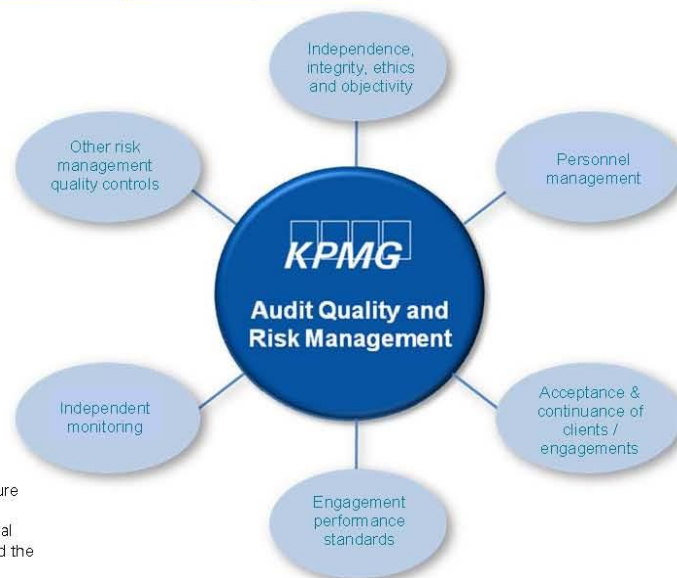 Independence,
integrity, ethics
and objectivity
Other risk
management
quality controls
Personnel
management
KPMG
Audit Quality and
Risk Management
Independent
monitoring
Acceptance &
continuance of
clients /
engagements
Engagement
performance
standards